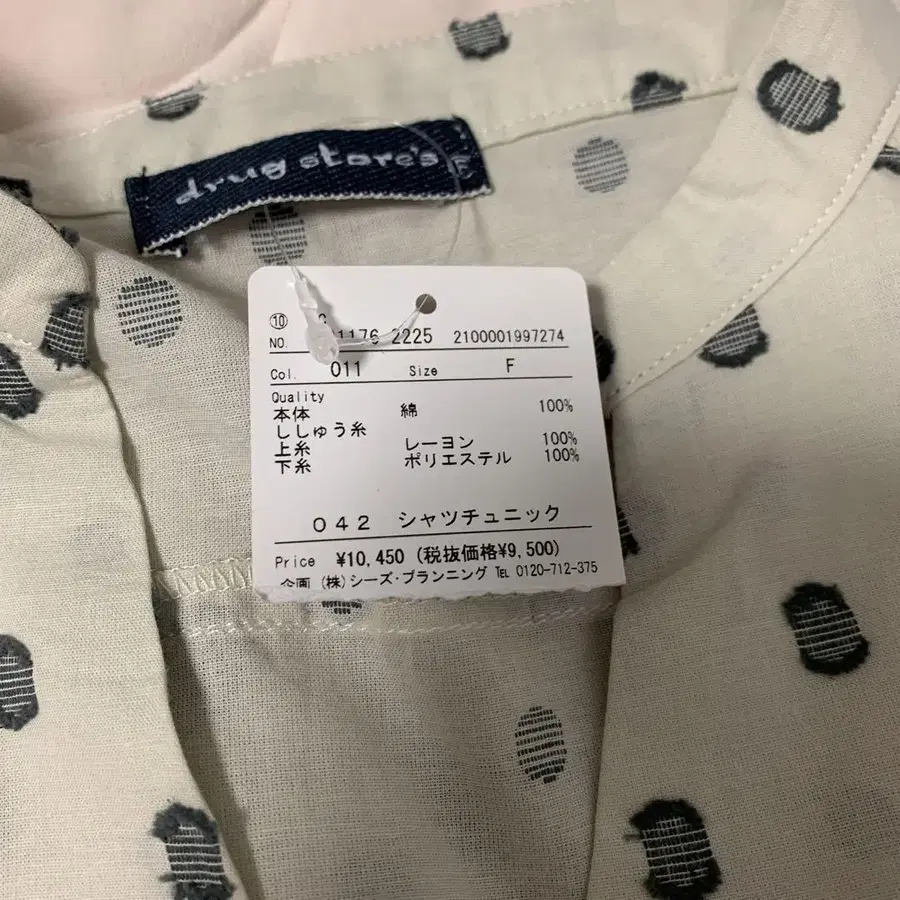 drug store's
⑩
NO. 1176 2225 2100001997274
Col. 011 Size F
Quality
本体 綿 100%
ししゅう糸
上糸 レーヨン 100%
下糸 ポリエステル 100%
042 シャツチュニック
Price ¥10,450 (税抜価格¥9,500)
企画 (株)シーズ・プランニング TEL 0120-712-375